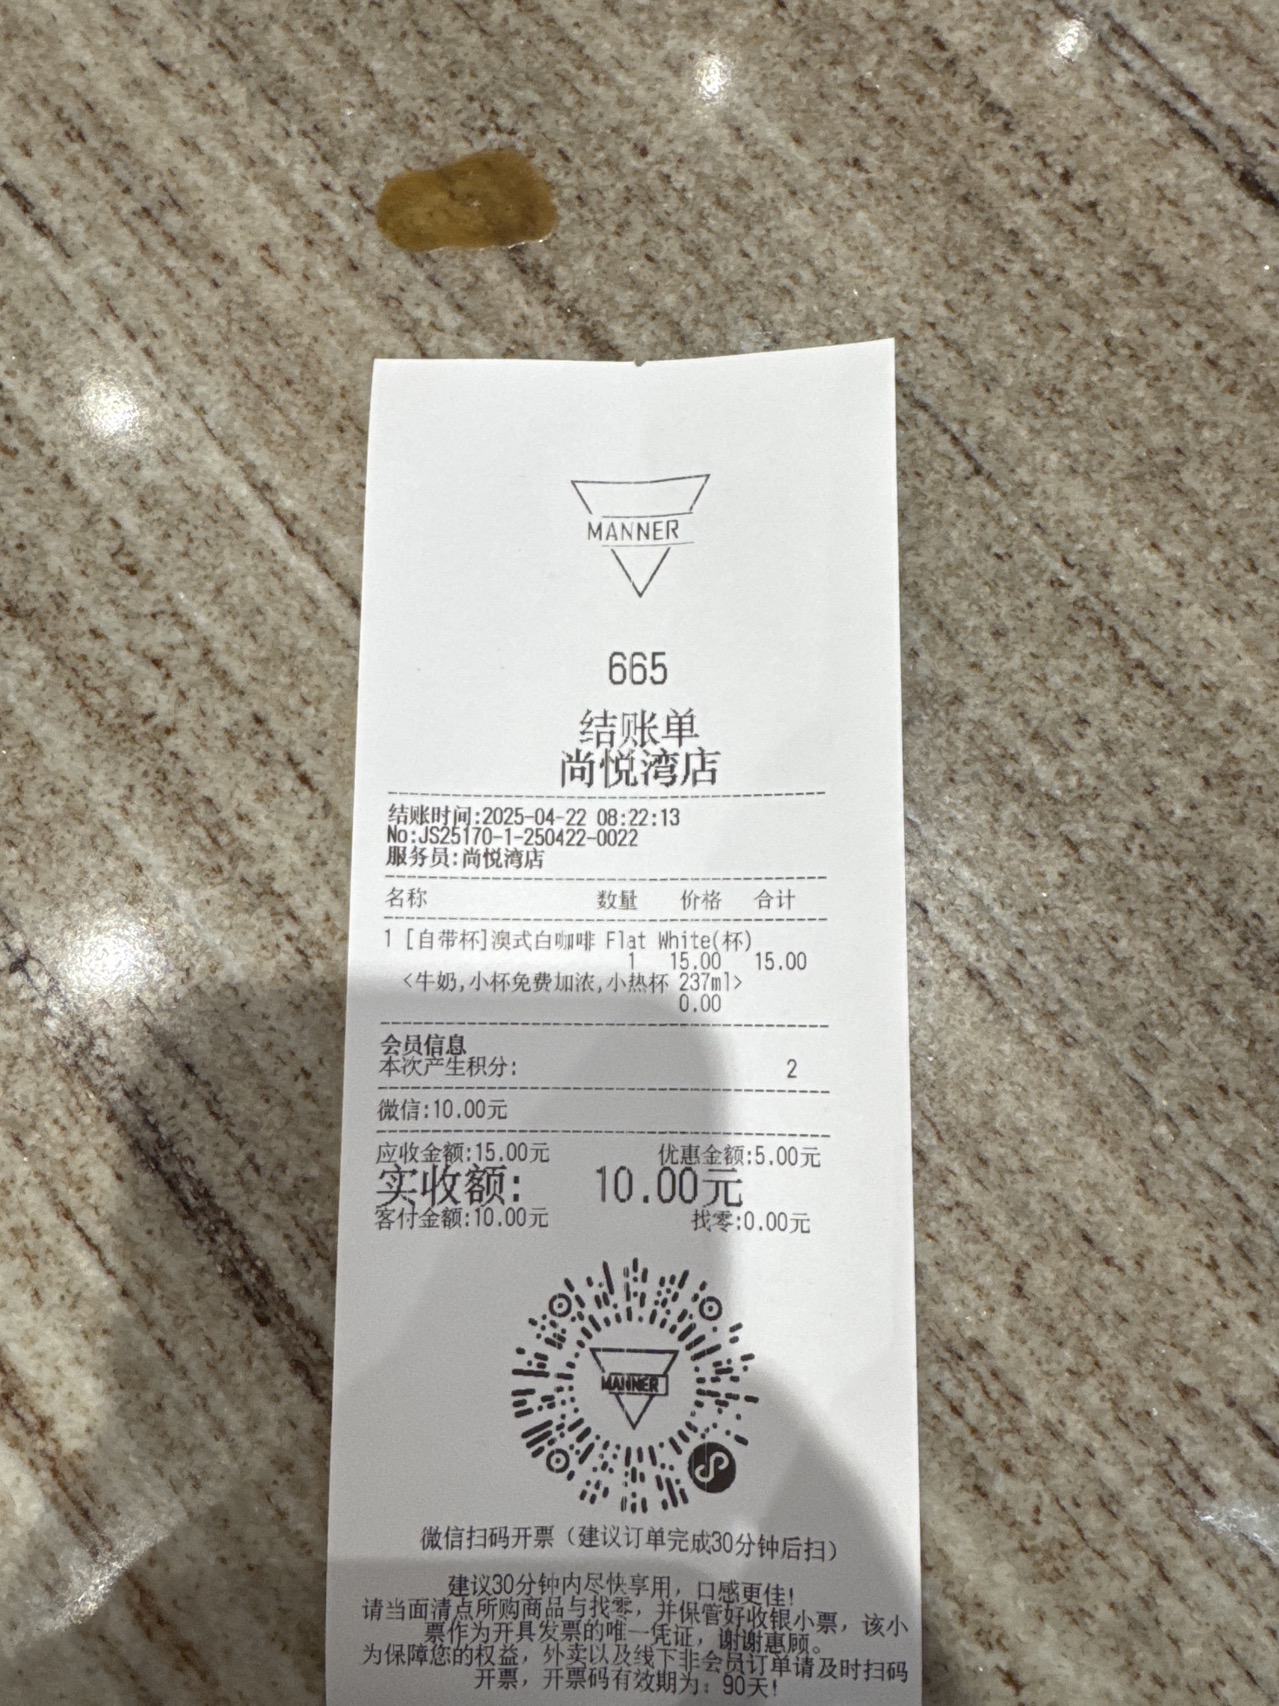 MANNER
665
结账单
尚悦湾店
结账时间:2025-04-22 08:22:13
No:JS25170-1-250422-0022
服务员:尚悦湾店
名称 数量 价格 合计
1 [自带杯]澳式白咖啡 Flat White(杯)
1 15.00 15.00
<牛奶,小杯免费加浓,小热杯 237ml>
0.00
会员信息
本次产生积分: 2
微信:10.00元
应收金额:15.00元 优惠金额:5.00元
实收额: 10.00元
客付金额:10.00元 找零:0.00元
MANNER
微信扫码开票（建议订单完成30分钟后扫）
建议30分钟内尽快享用，口感更佳!
请当面清点所购商品与找零，并保管好收银小票，该小
票作为开具发票的唯一凭证，谢谢惠顾。
为保障您的权益，外卖以及线下非会员订单请及时扫码
开票，开票码有效期为：90天!